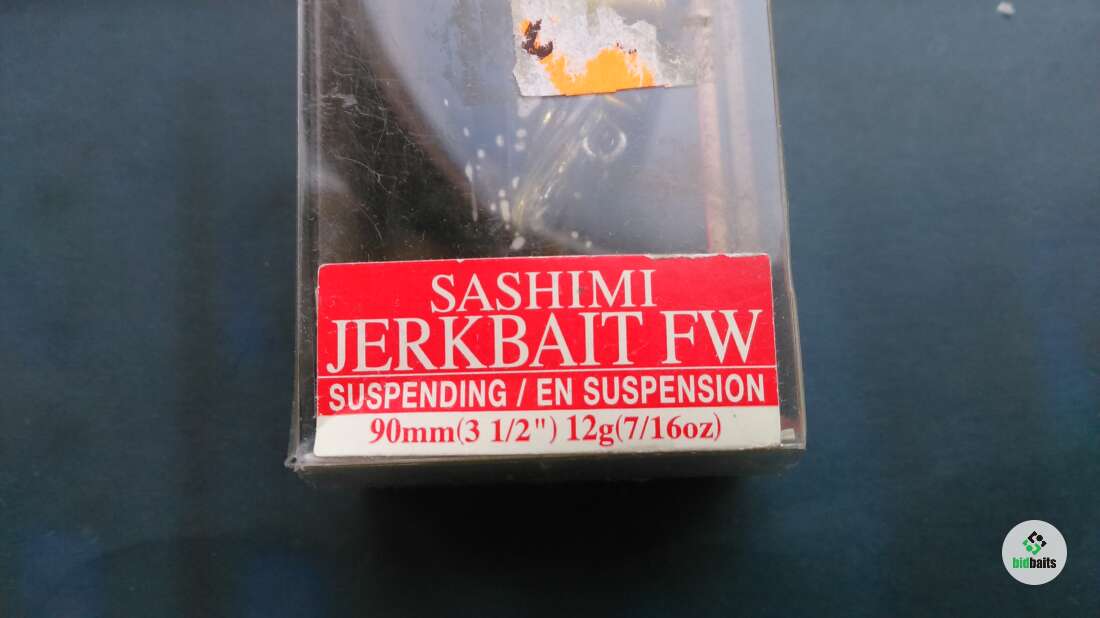 SASHIMI
JERKBAIT FW
SUSPENDING / EN SUSPENSION
90mm(3 1/2") 12g(7/16oz)
bidbaits